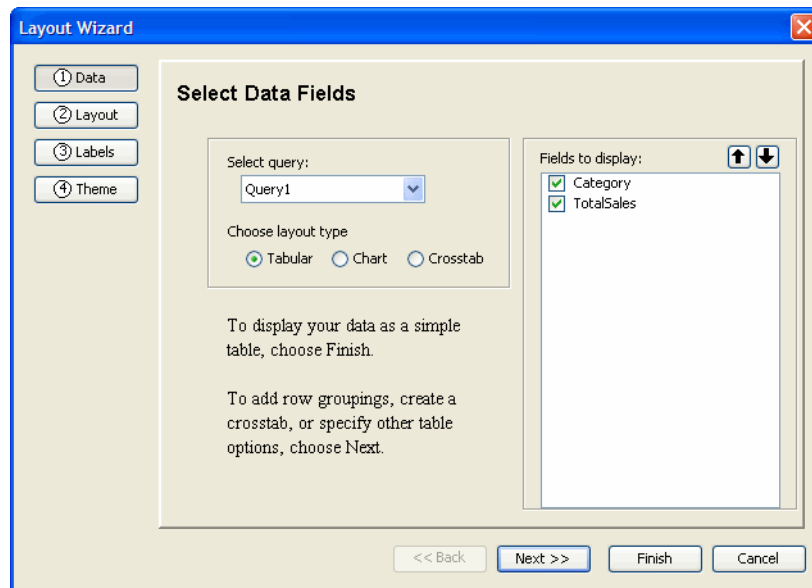 Layout Wizard
1 Data
2 Layout
3 Labels
4 Theme
Select Data Fields
Select query:
Query1
Choose layout type
Tabular Chart Crosstab
To display your data as a simple
table, choose Finish.
To add row groupings, create a
crosstab, or specify other table
options, choose Next.
Fields to display:
Category
TotalSales
<< Back Next >> Finish Cancel